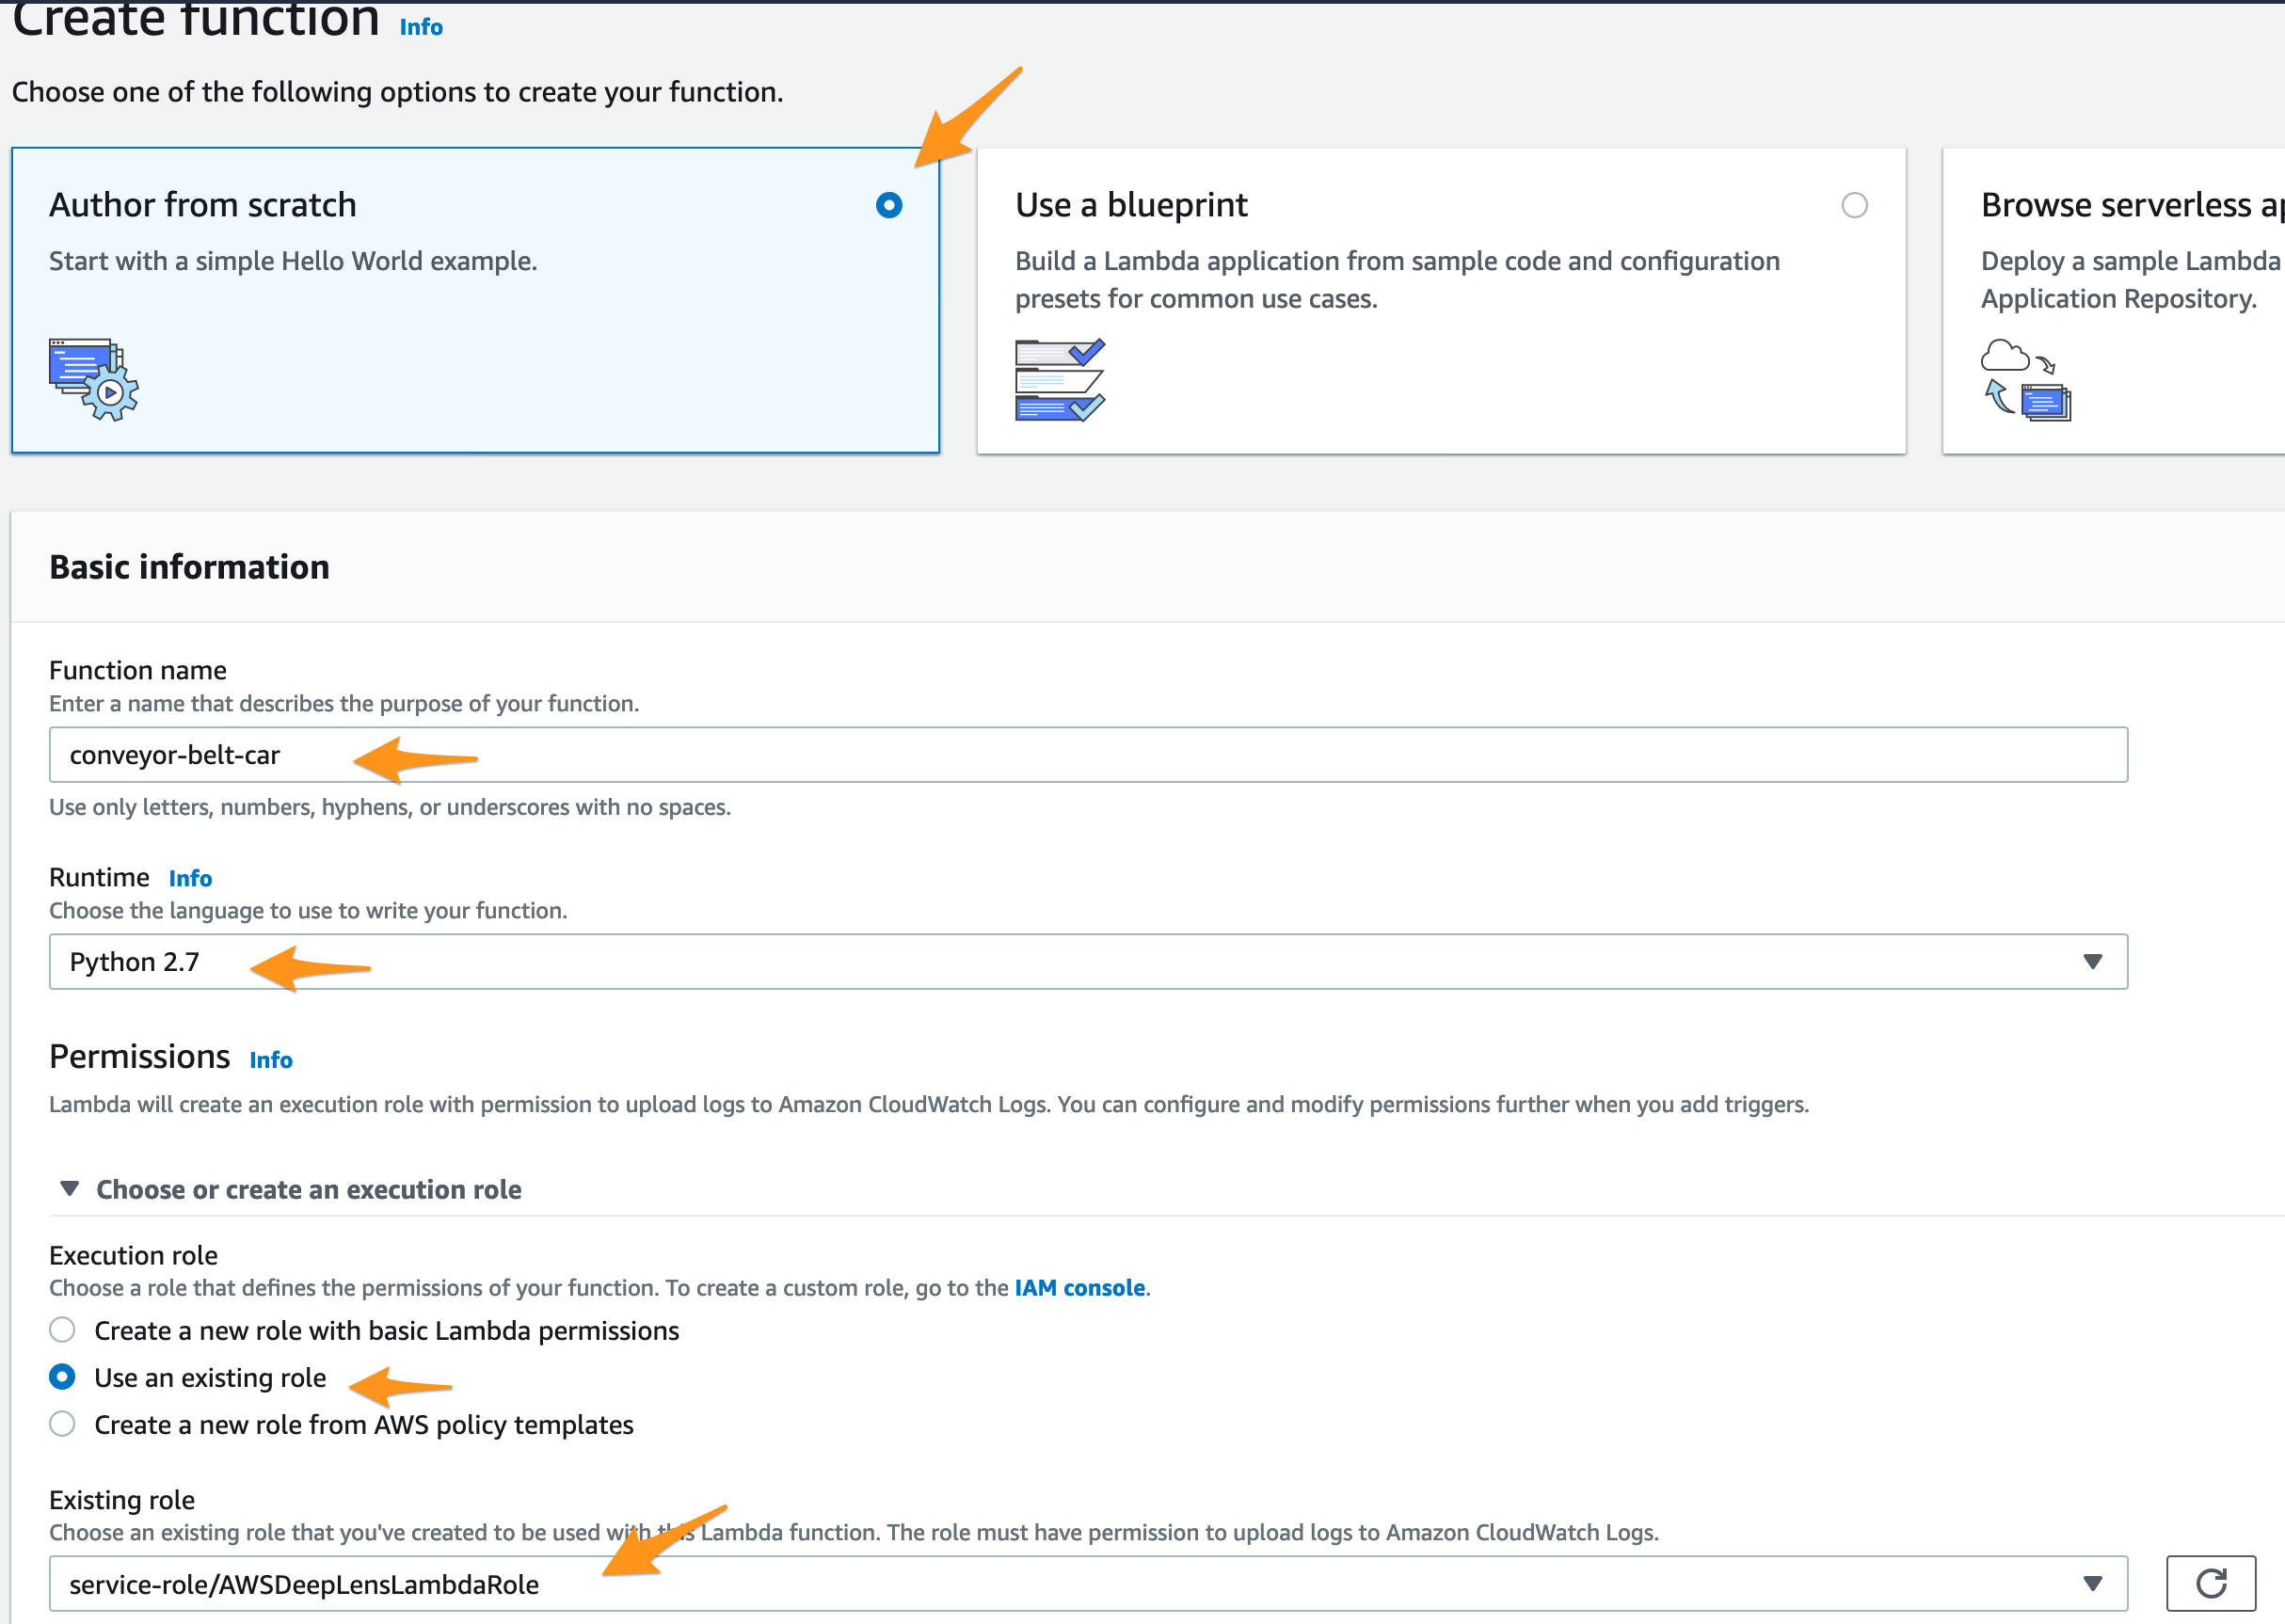 Create function Info
Choose one of the following options to create your function.
Author from scratch
Start with a simple Hello World example.
Use a blueprint
Build a Lambda application from sample code and configuration
presets for common use cases.
Browse serverless
Deploy a sample Lambda
Application Repository.
Basic information
Function name
Enter a name that describes the purpose of your function.
conveyor-belt-car
Use only letters, numbers, hyphens, or underscores with no spaces.
Runtime Info
Choose the language to use to write your function.
Python 2.7
Permissions Info
Lambda will create an execution role with permission to upload logs to Amazon CloudWatch Logs. You can configure and modify permissions further when you add triggers.
Choose or create an execution role
Execution role
Choose a role that defines the permissions of your function. To create a custom role, go to the IAM console.
Create a new role with basic Lambda permissions
Use an existing role
Create a new role from AWS policy templates
Existing role
Choose an existing role that you've created to be used with this Lambda function. The role must have permission to upload logs to Amazon CloudWatch Logs.
service-role/AWSDeepLensLambdaRole